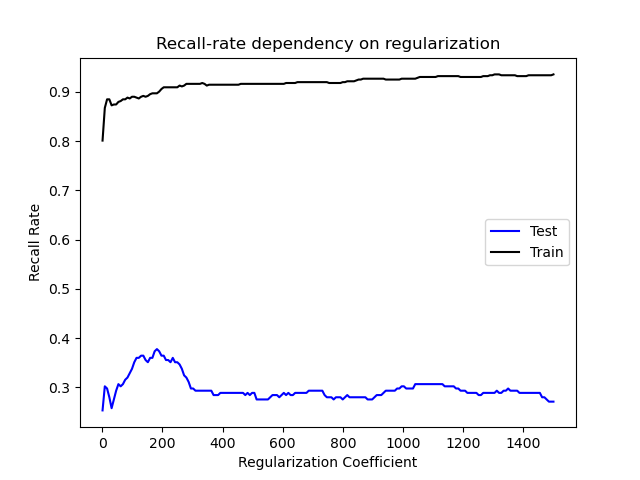 Recall-rate dependency on regularization
Recall Rate
0.9
0.8
0.7
0.6
0.5
0.4
0.3
Test
Train
0 200 400 600 800 1000 1200 1400
Regularization Coefficient